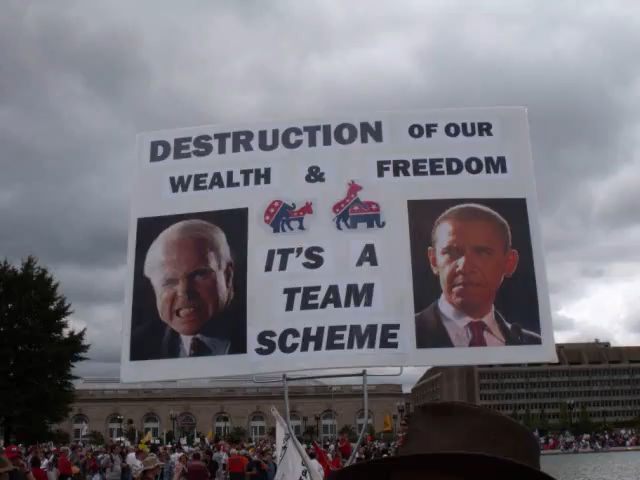 DESTRUCTION OF OUR
WEALTH & FREEDOM
IT'S A
TEAM
SCHEME